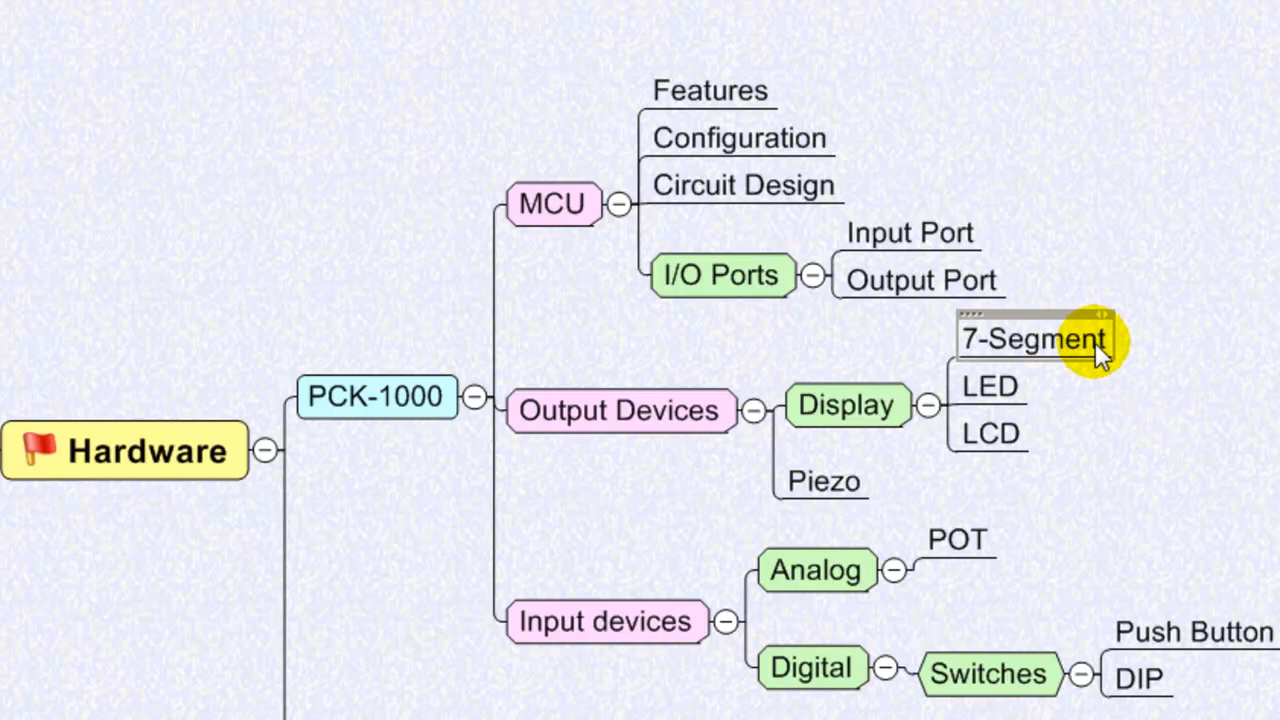 Features
Configuration
Circuit Design
MCU
Input Port
I/O Ports
Output Port
7-Segment
LED
LCD
Display
Output Devices
Piezo
PCK-1000
Hardware
POT
Analog
Input devices
Push Button
Digital
Switches
DIP